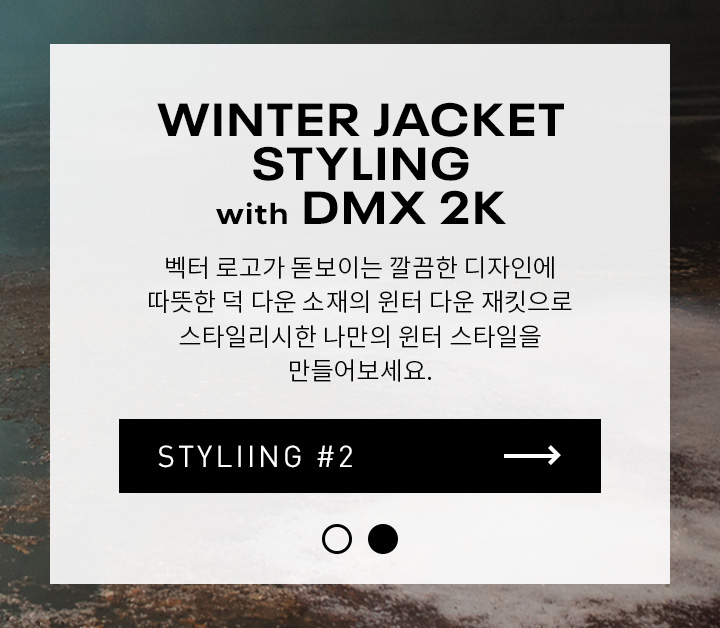 WINTER JACKET
STYLING
with DMX 2K
벡터 로고가 돋보이는 깔끔한 디자인에
따뜻한 덕 다운 소재의 윈터 다운 재킷으로
스타일리시한 나만의 윈터 스타일을
만들어보세요.
STYLIING #2